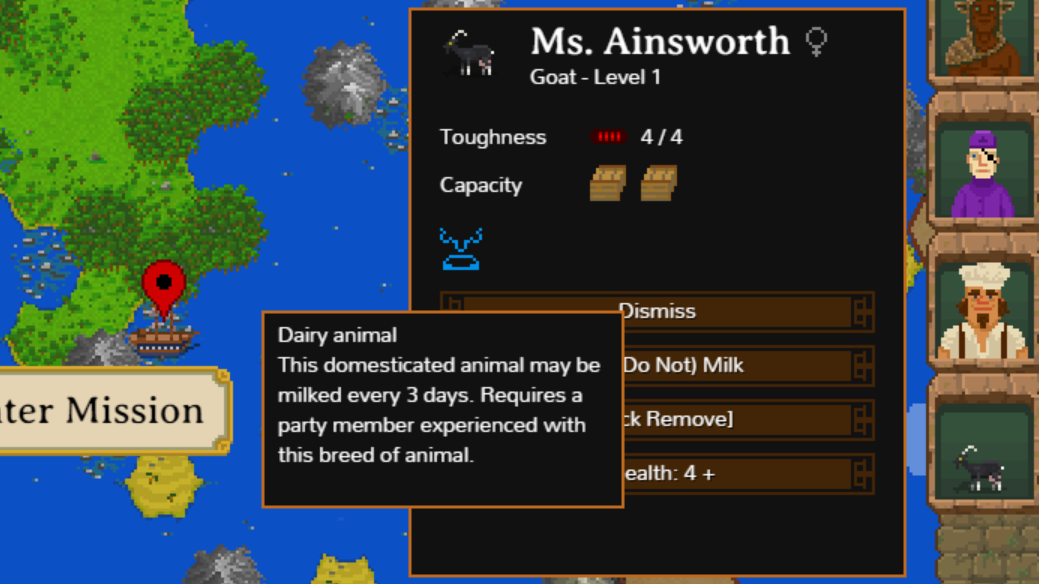 Ms. Ainsworth
Goat - Level 1
Toughness 4 / 4
Capacity
Dismiss
Do Not) Milk
ck Remove]
ealth: 4 +
Dairy animal
This domesticated animal may be
milked every 3 days. Requires a
party member experienced with
this breed of animal.
nter Mission